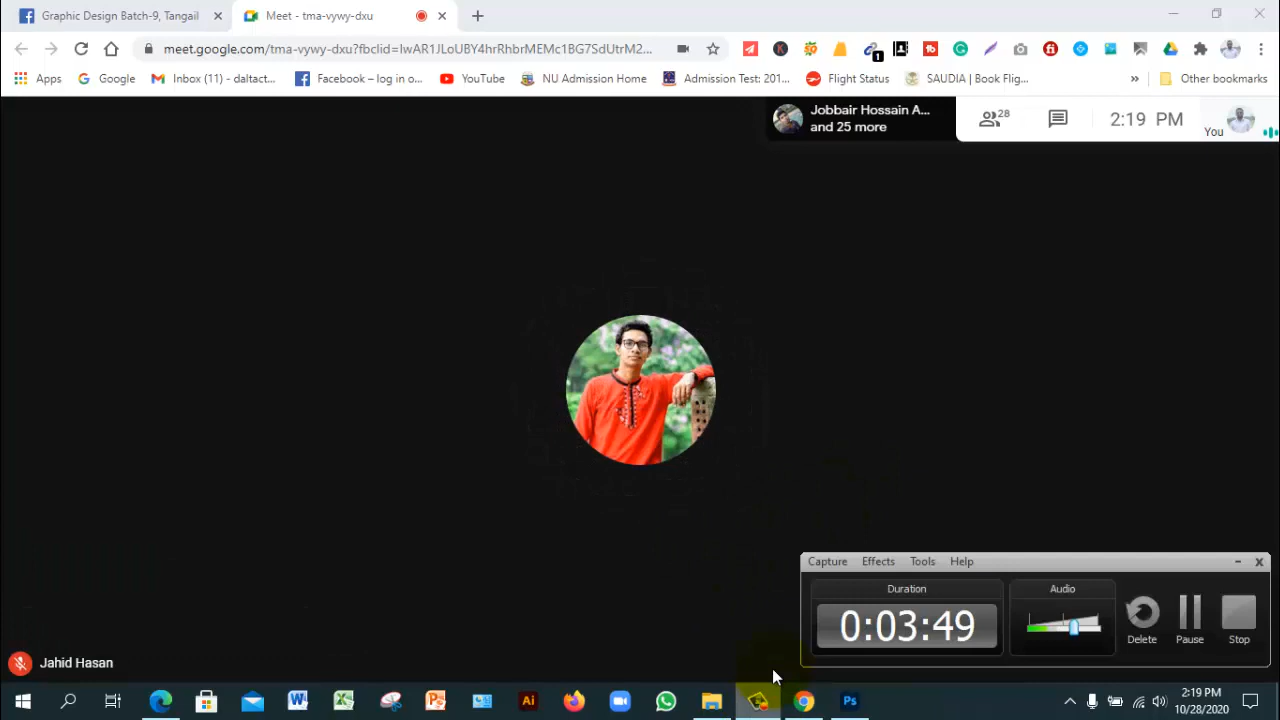 Graphic Design Batch-9, Tangail
Meet - tma-vywy-dxu
meet.google.com/tma-vywy-dxu?fbclid=IwAR1JLoUBY4hrRhbrMEMc1BG7SdUtrM2...
1
Apps
Google
Inbox (11) - daltact...
Facebook – log in o...
YouTube
NU Admission Home
Admission Test: 201...
Flight Status
SAUDIA | Book Flig...
»
Other bookmarks
Jobbair Hossain A...
and 25 more
28
2:19 PM
You
Capture Effects Tools Help
Duration
Audio
0:03:49
Delete
Pause
Stop
Jahid Hasan
Ai
Ps
2:19 PM
10/28/2020